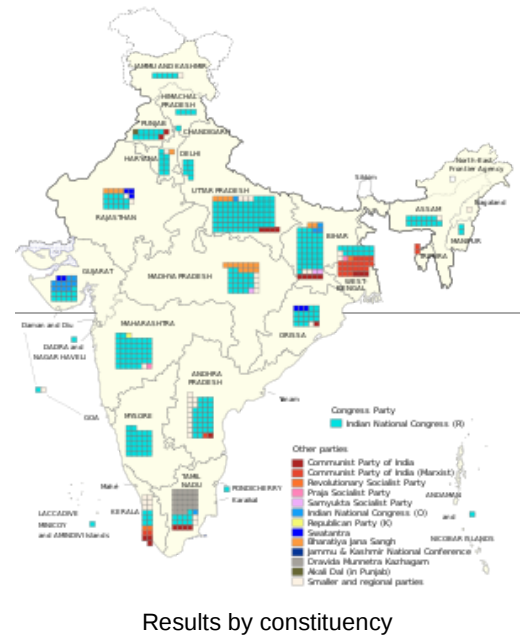 JAMMU AND KASHMIR
HIMACHAL
PRADESH
PUNJAB
CHANDIGARH
HARYANA
DELHI
UTTAR PRADESH
RAJASTHAN
Sikkim
North-East
Frontier Agency
ASSAM
Nagaland
MANIPUR
TRIPURA
BIHAR
WEST
BENGAL
GUJARAT
MADHYA PRADESH
ORISSA
Daman and Diu
DADRA and
NAGAR HAVELI
MAHARASHTRA
ANDHRA
PRADESH
GOA
MYSORE
Yanam
TAMIL
NADU
PONDICHERRY
Karaikal
Mahé
KERALA
LACCADIVE
MINICOY
and AMINDIVI Islands
ANDAMAN
and
NICOBAR ISLANDS
Congress Party
Indian National Congress (R)
Other parties
Communist Party of India
Communist Party of India (Marxist)
Revolutionary Socialist Party
Praja Socialist Party
Samyukta Socialist Party
Indian National Congress (O)
Republican Party (K)
Swatantra
Bharatiya Jana Sangh
Jammu & Kashmir National Conference
Dravida Munnetra Kazhagam
Akali Dal (in Punjab)
Smaller and regional parties
Results by constituency